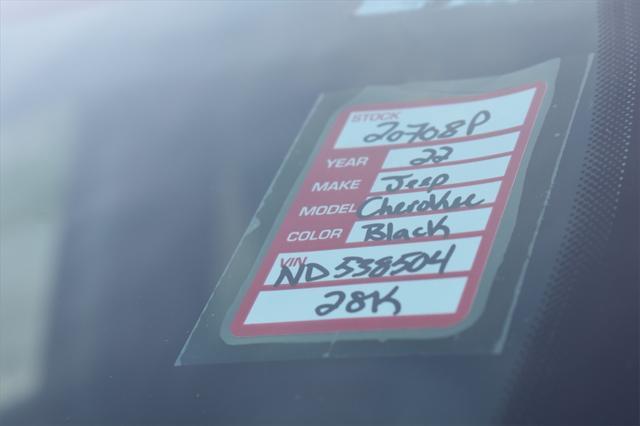 STOCK
20708P
YEAR 22
MAKE Jeep
MODEL Cherokee
COLOR Black
VIN
ND538504
28K